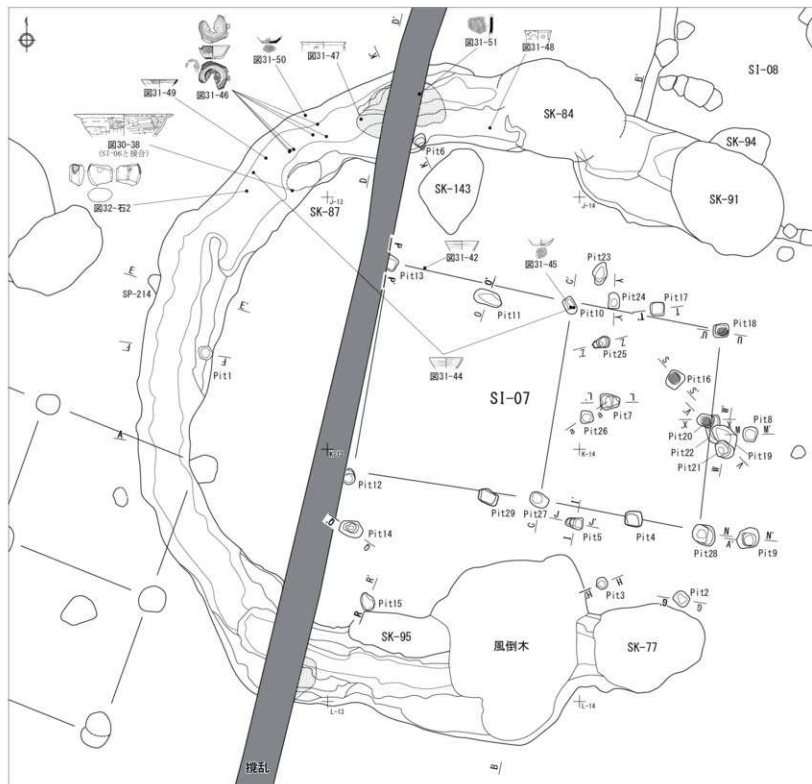 D'
K'
図31-50
図31-47
図31-51
図31-48
図31-49
図31-46
B'
SI-08
SK-84
SK-94
SK-91
図30-38
(SI-06と接合)
図32-石2
Pit6
K
D
SK-143
SK-87
J-13
J-14
E
SP-214
E'
P
Pit13
P'
図31-42
図31-45
Q'
Pit11
Q
C'
Pit10
Pit23
Y
Pit24
Y'
T'
Pit17
T
Pit18
U'
U
Z'
Z
Pit25
F'
F
Pit1
図31-44
SI-07
Pit16
S
S'
L'
L
Pit7
Pit26
Pit20
Pit22
Pit21
Pit8
M
M'
Pit19
A
K-13
K-14
Pit12
Pit29
Pit27
C
I'
J
J'
Pit5
I
Pit4
Pit28
N
A'
N'
Pit9
O
Pit14
O'
R'
R
Pit15
H
H'
Pit3
Pit2
SK-95
風倒木
SK-77
L-13
L-14
B
撹乱